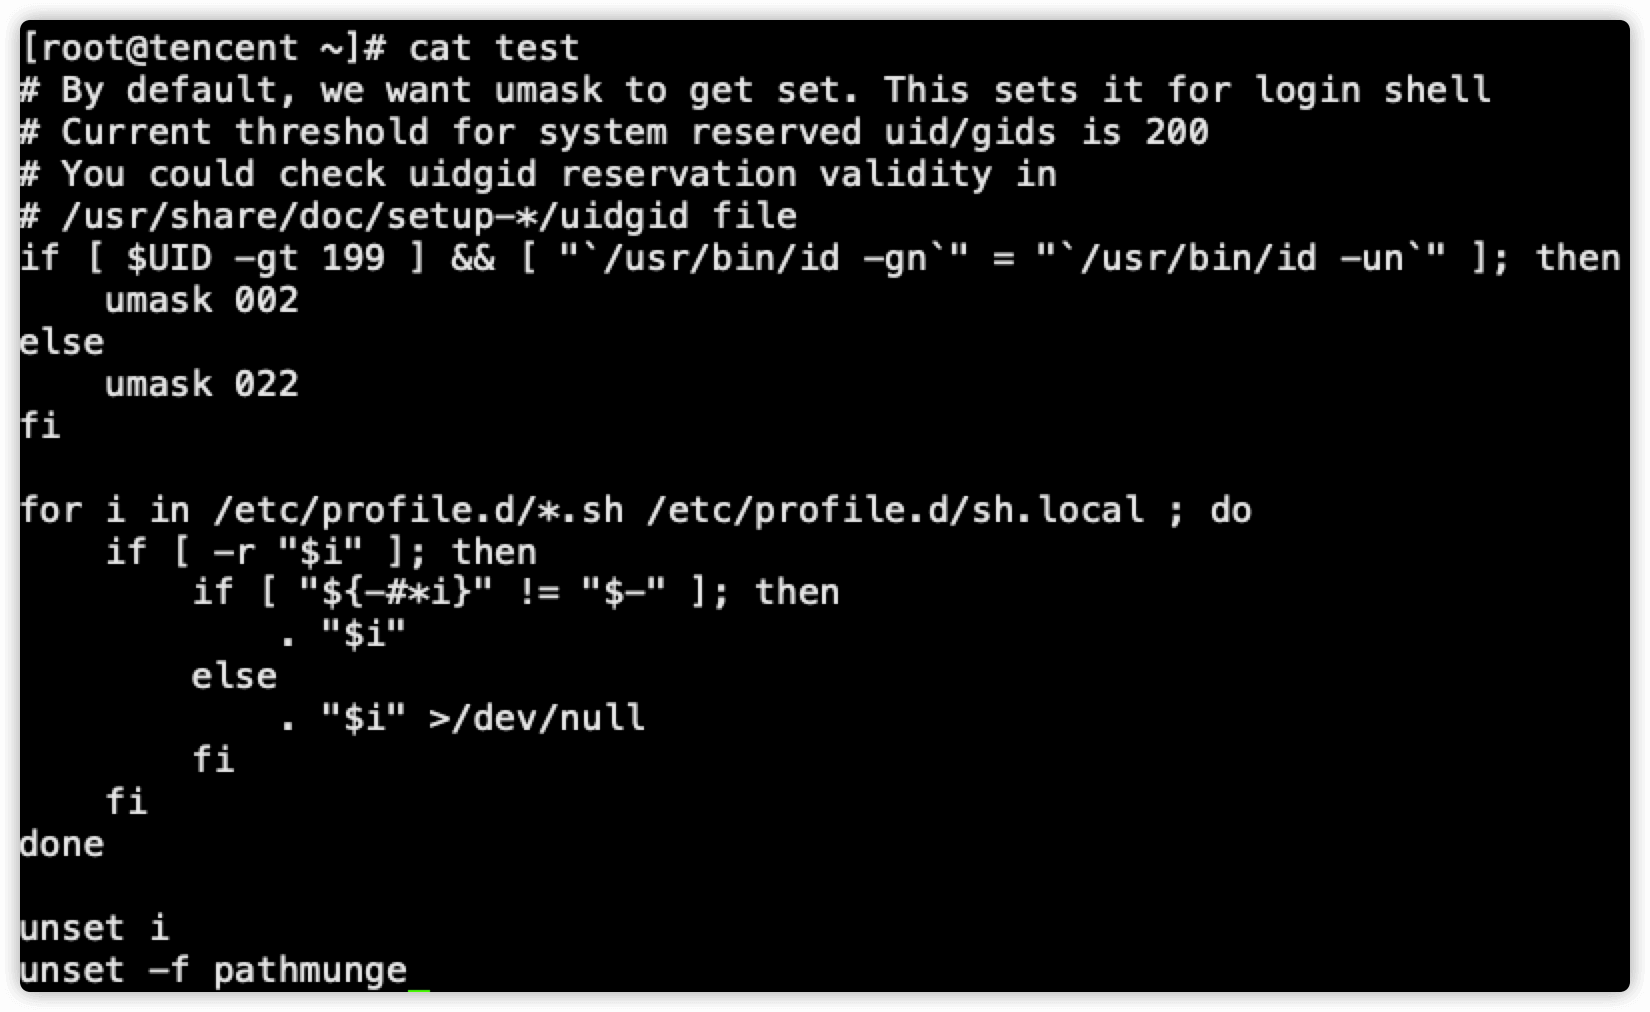 [root@tencent ~]# cat test
# By default, we want umask to get set. This sets it for login shell
# Current threshold for system reserved uid/gids is 200
# You could check uidgid reservation validity in
# /usr/share/doc/setup-*/uidgid file
if [ $UID -gt 199 ] && [ "`/usr/bin/id -gn`" = "`/usr/bin/id -un`" ]; then
    umask 002
else
    umask 022
fi

for i in /etc/profile.d/*.sh /etc/profile.d/sh.local ; do
    if [ -r "$i" ]; then
        if [ "${-#*i}" != "$-" ]; then
            . "$i"
        else
            . "$i" >/dev/null
        fi
    fi
done

unset i
unset -f pathmunge